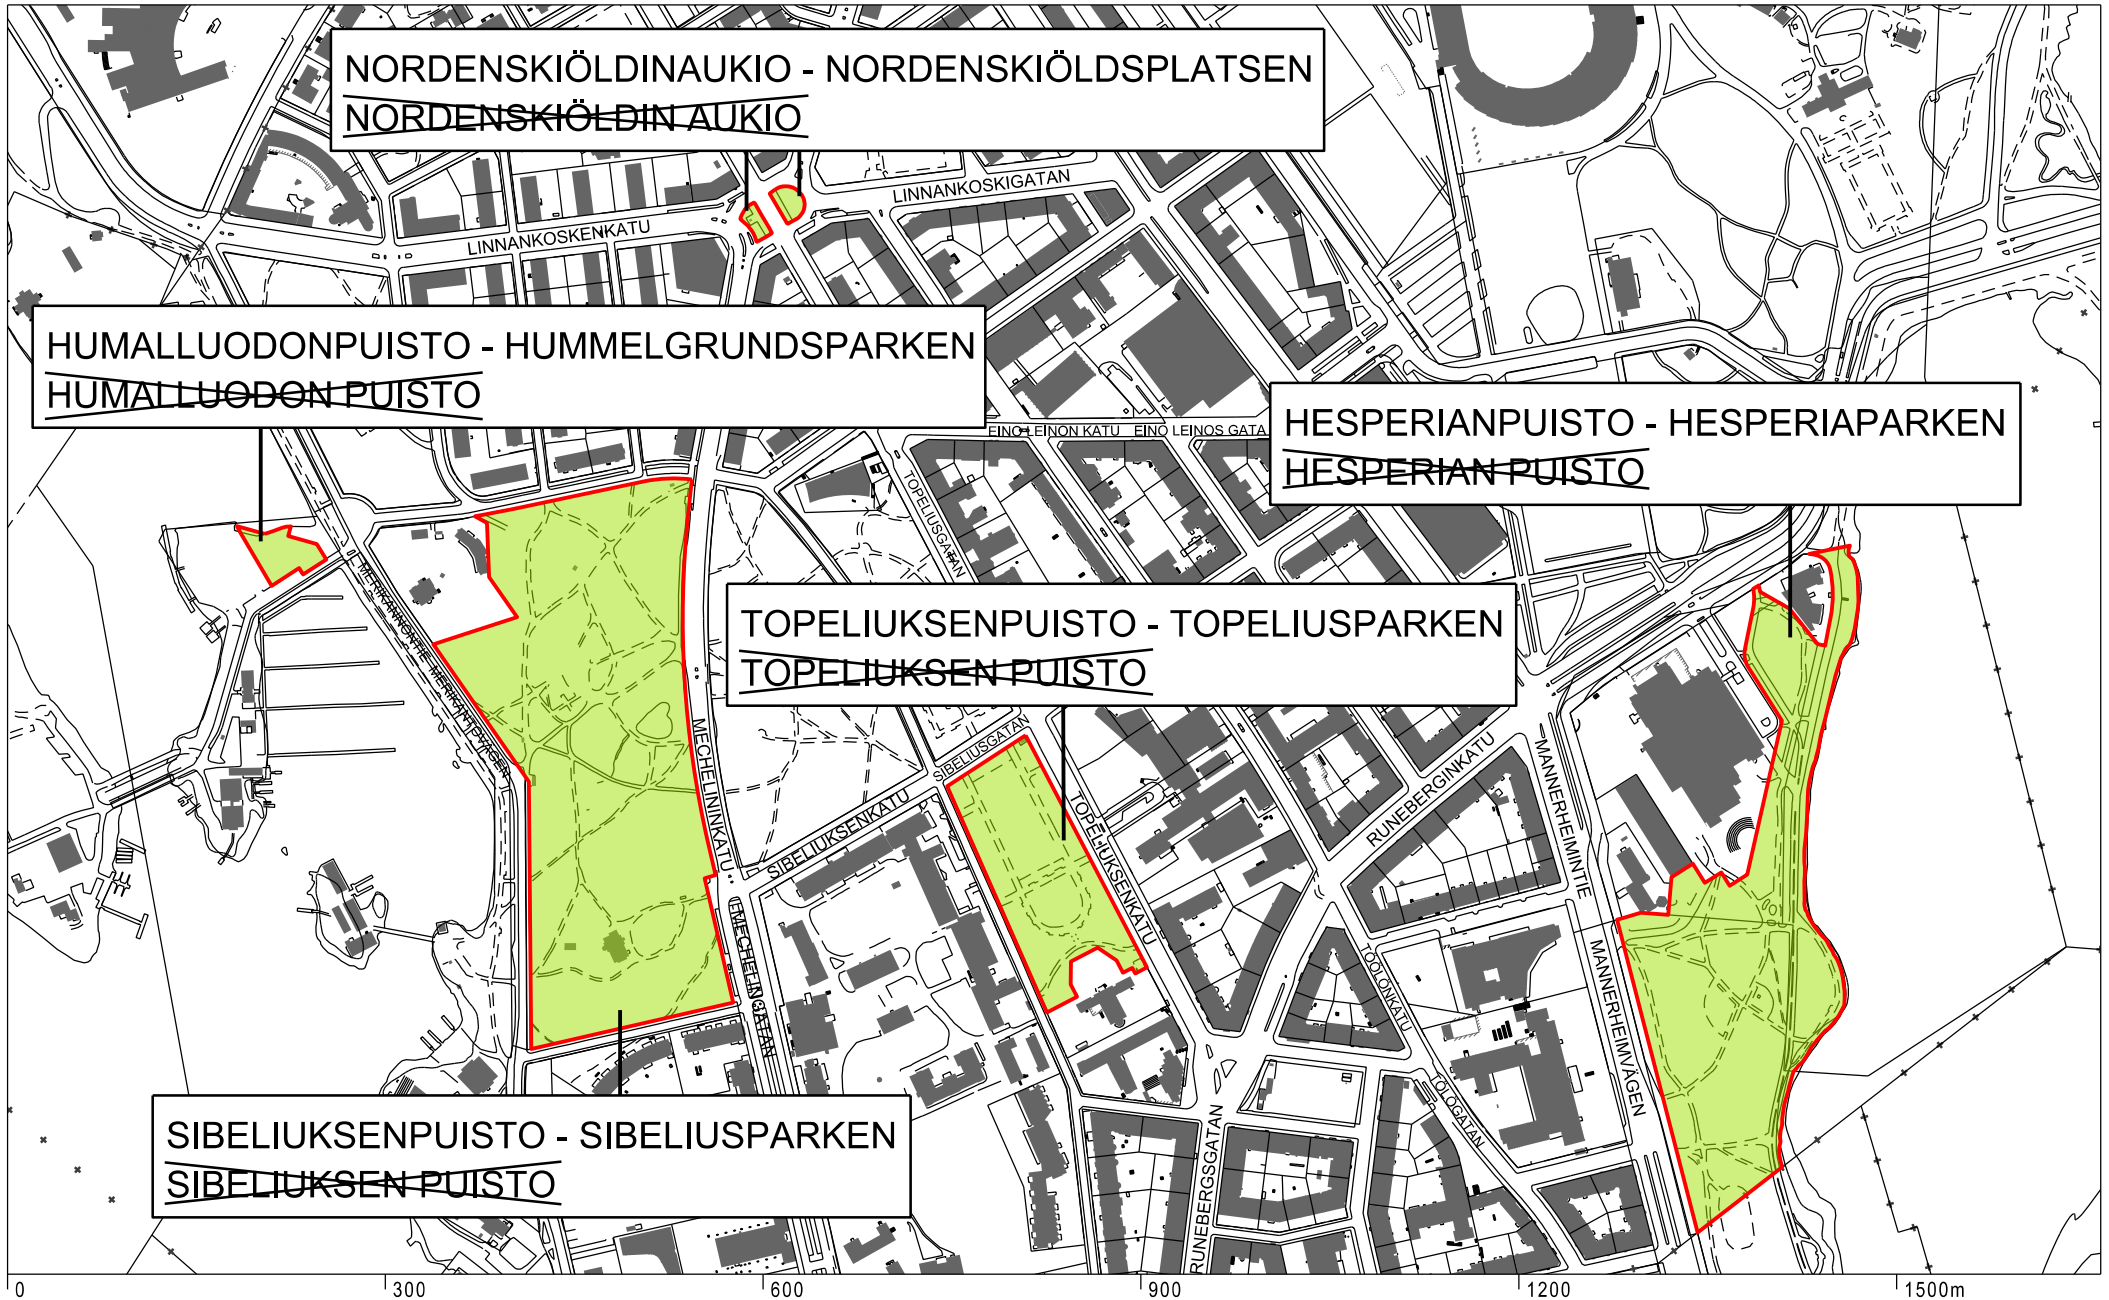 NORDENSKIÖLDINAUKIO - NORDENSKIÖLDSPLATSEN
NORDENSKIÖLDIN AUKIO
LINNANKOSKIGATAN
LINNANKOSKENKATU
HUMALLUODONPUISTO - HUMMELGRUNDSPARKEN
HUMALLUODON PUISTO
HESPERIANPUISTO - HESPERIAPARKEN
HESPERIAN PUISTO
EINO LEINON KATU EINO LEINOS GATA
TOPELIUSGATAN
MERIKANNONTIE MERIKANTOVÄGEN
TOPELIUKSENPUISTO - TOPELIUSPARKEN
TOPELIUKSEN PUISTO
MECHELININKATU
SIBELIUSGATAN
SIBELIUKSENKATU
TOPELIUKSENKATU
RUNEBERGINKATU
MANNERHEIMINTIE
MECHELINGATAN
TÖÖLÖNKATU
MANNERHEIMVÄGEN
TÖLÖGATAN
RUNEBERGSGATAN
SIBELIUKSENPUISTO - SIBELIUSPARKEN
SIBELIUKSEN PUISTO
0 300 600 900 1200 1500m